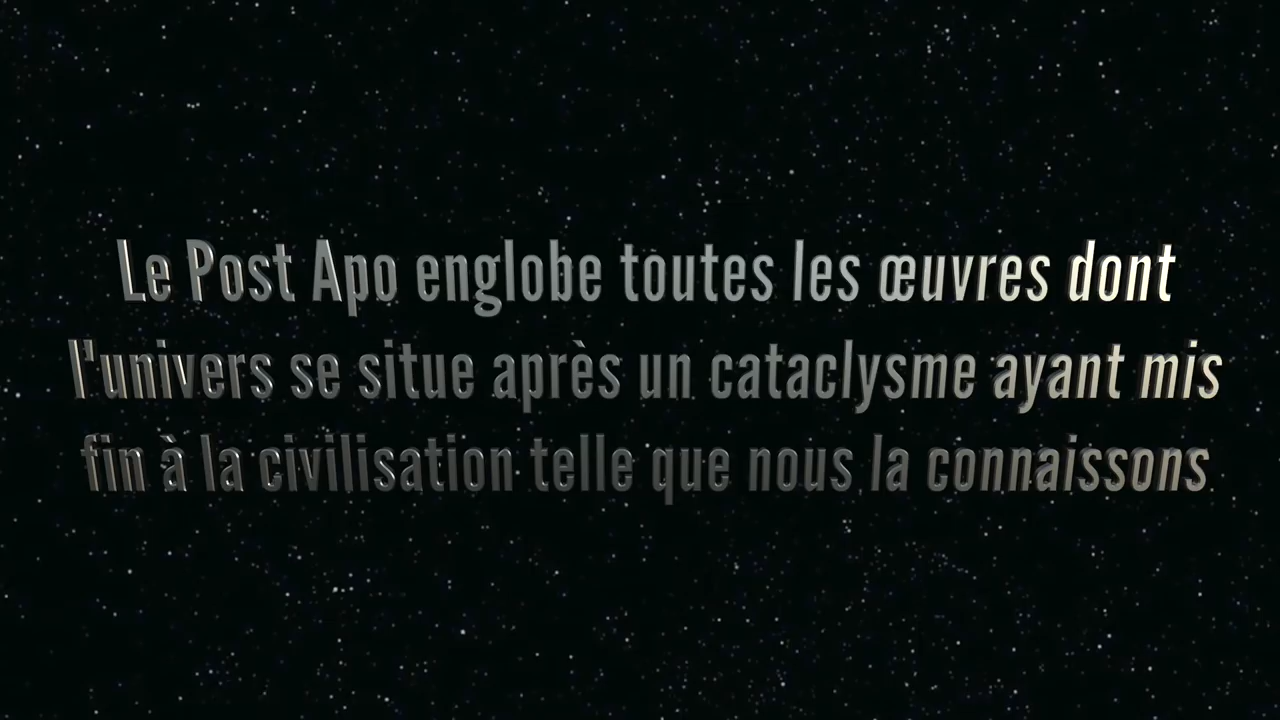 Le Post Apo englobe toutes les œuvres dont
l'univers se situe après un cataclysme ayant mis
fin à la civilisation telle que nous la connaissons